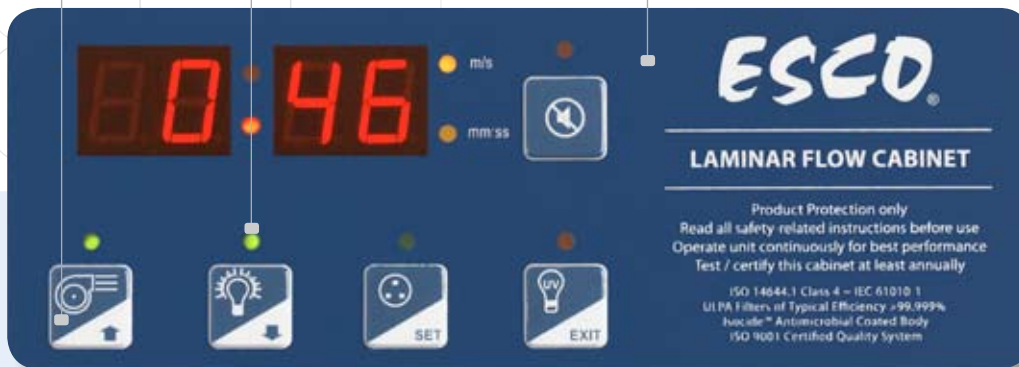 0.46
m/s
mm:ss
ESCO®
LAMINAR FLOW CABINET
Product Protection only
Read all safety related instructions before use
Operate unit continuously for best performance
Test / certify this cabinet at least annually
ISO 14644.1 Class 4 – IEC 61010 1
ULPA Filters of Typical Efficiency >99.999%
Isocide™ Antimicrobial Coated Body
ISO 9001 Certified Quality System
SET
UV
EXIT